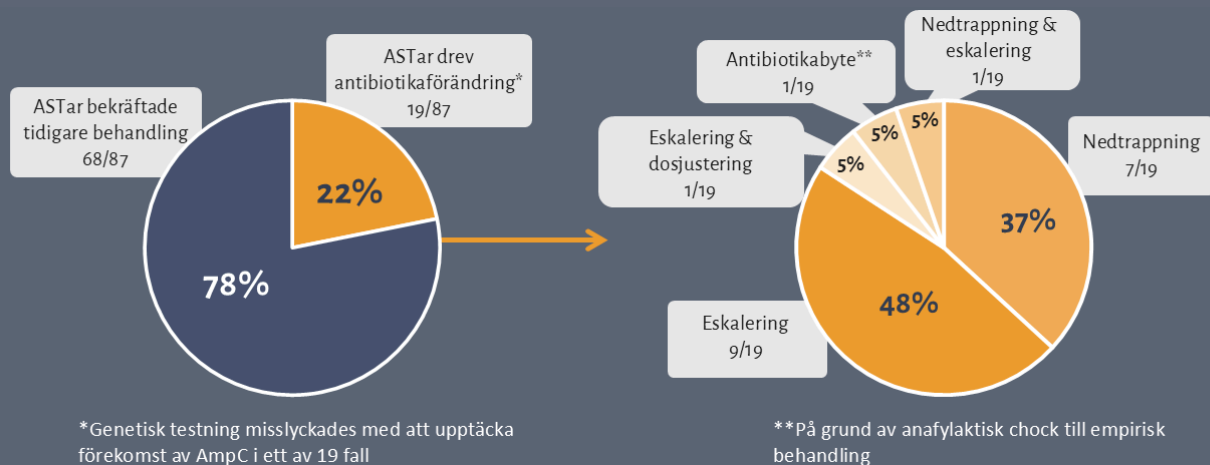 ASTar bekräftade
tidigare behandling
68/87
ASTar drev
antibiotikaförändring*
19/87
22%
78%
*Genetisk testning misslyckades med att upptäcka
förekomst av AmpC i ett av 19 fall
Nedtrappning &
eskalering
1/19
Antibiotikabyte**
1/19
Eskalering &
dosjustering
1/19
Nedtrappning
7/19
Eskalering
9/19
5%
5%
5%
37%
48%
**På grund av anafylaktisk chock till empirisk
behandling